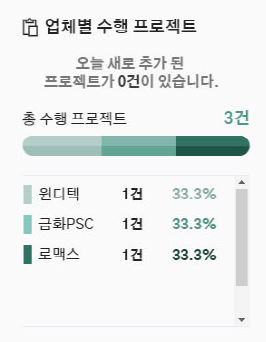 업체별 수행 프로젝트
오늘 새로 추가 된
프로젝트가 0건이 있습니다.
총 수행 프로젝트 3건
윈디텍 1건 33.3%
금화PSC 1건 33.3%
로맥스 1건 33.3%